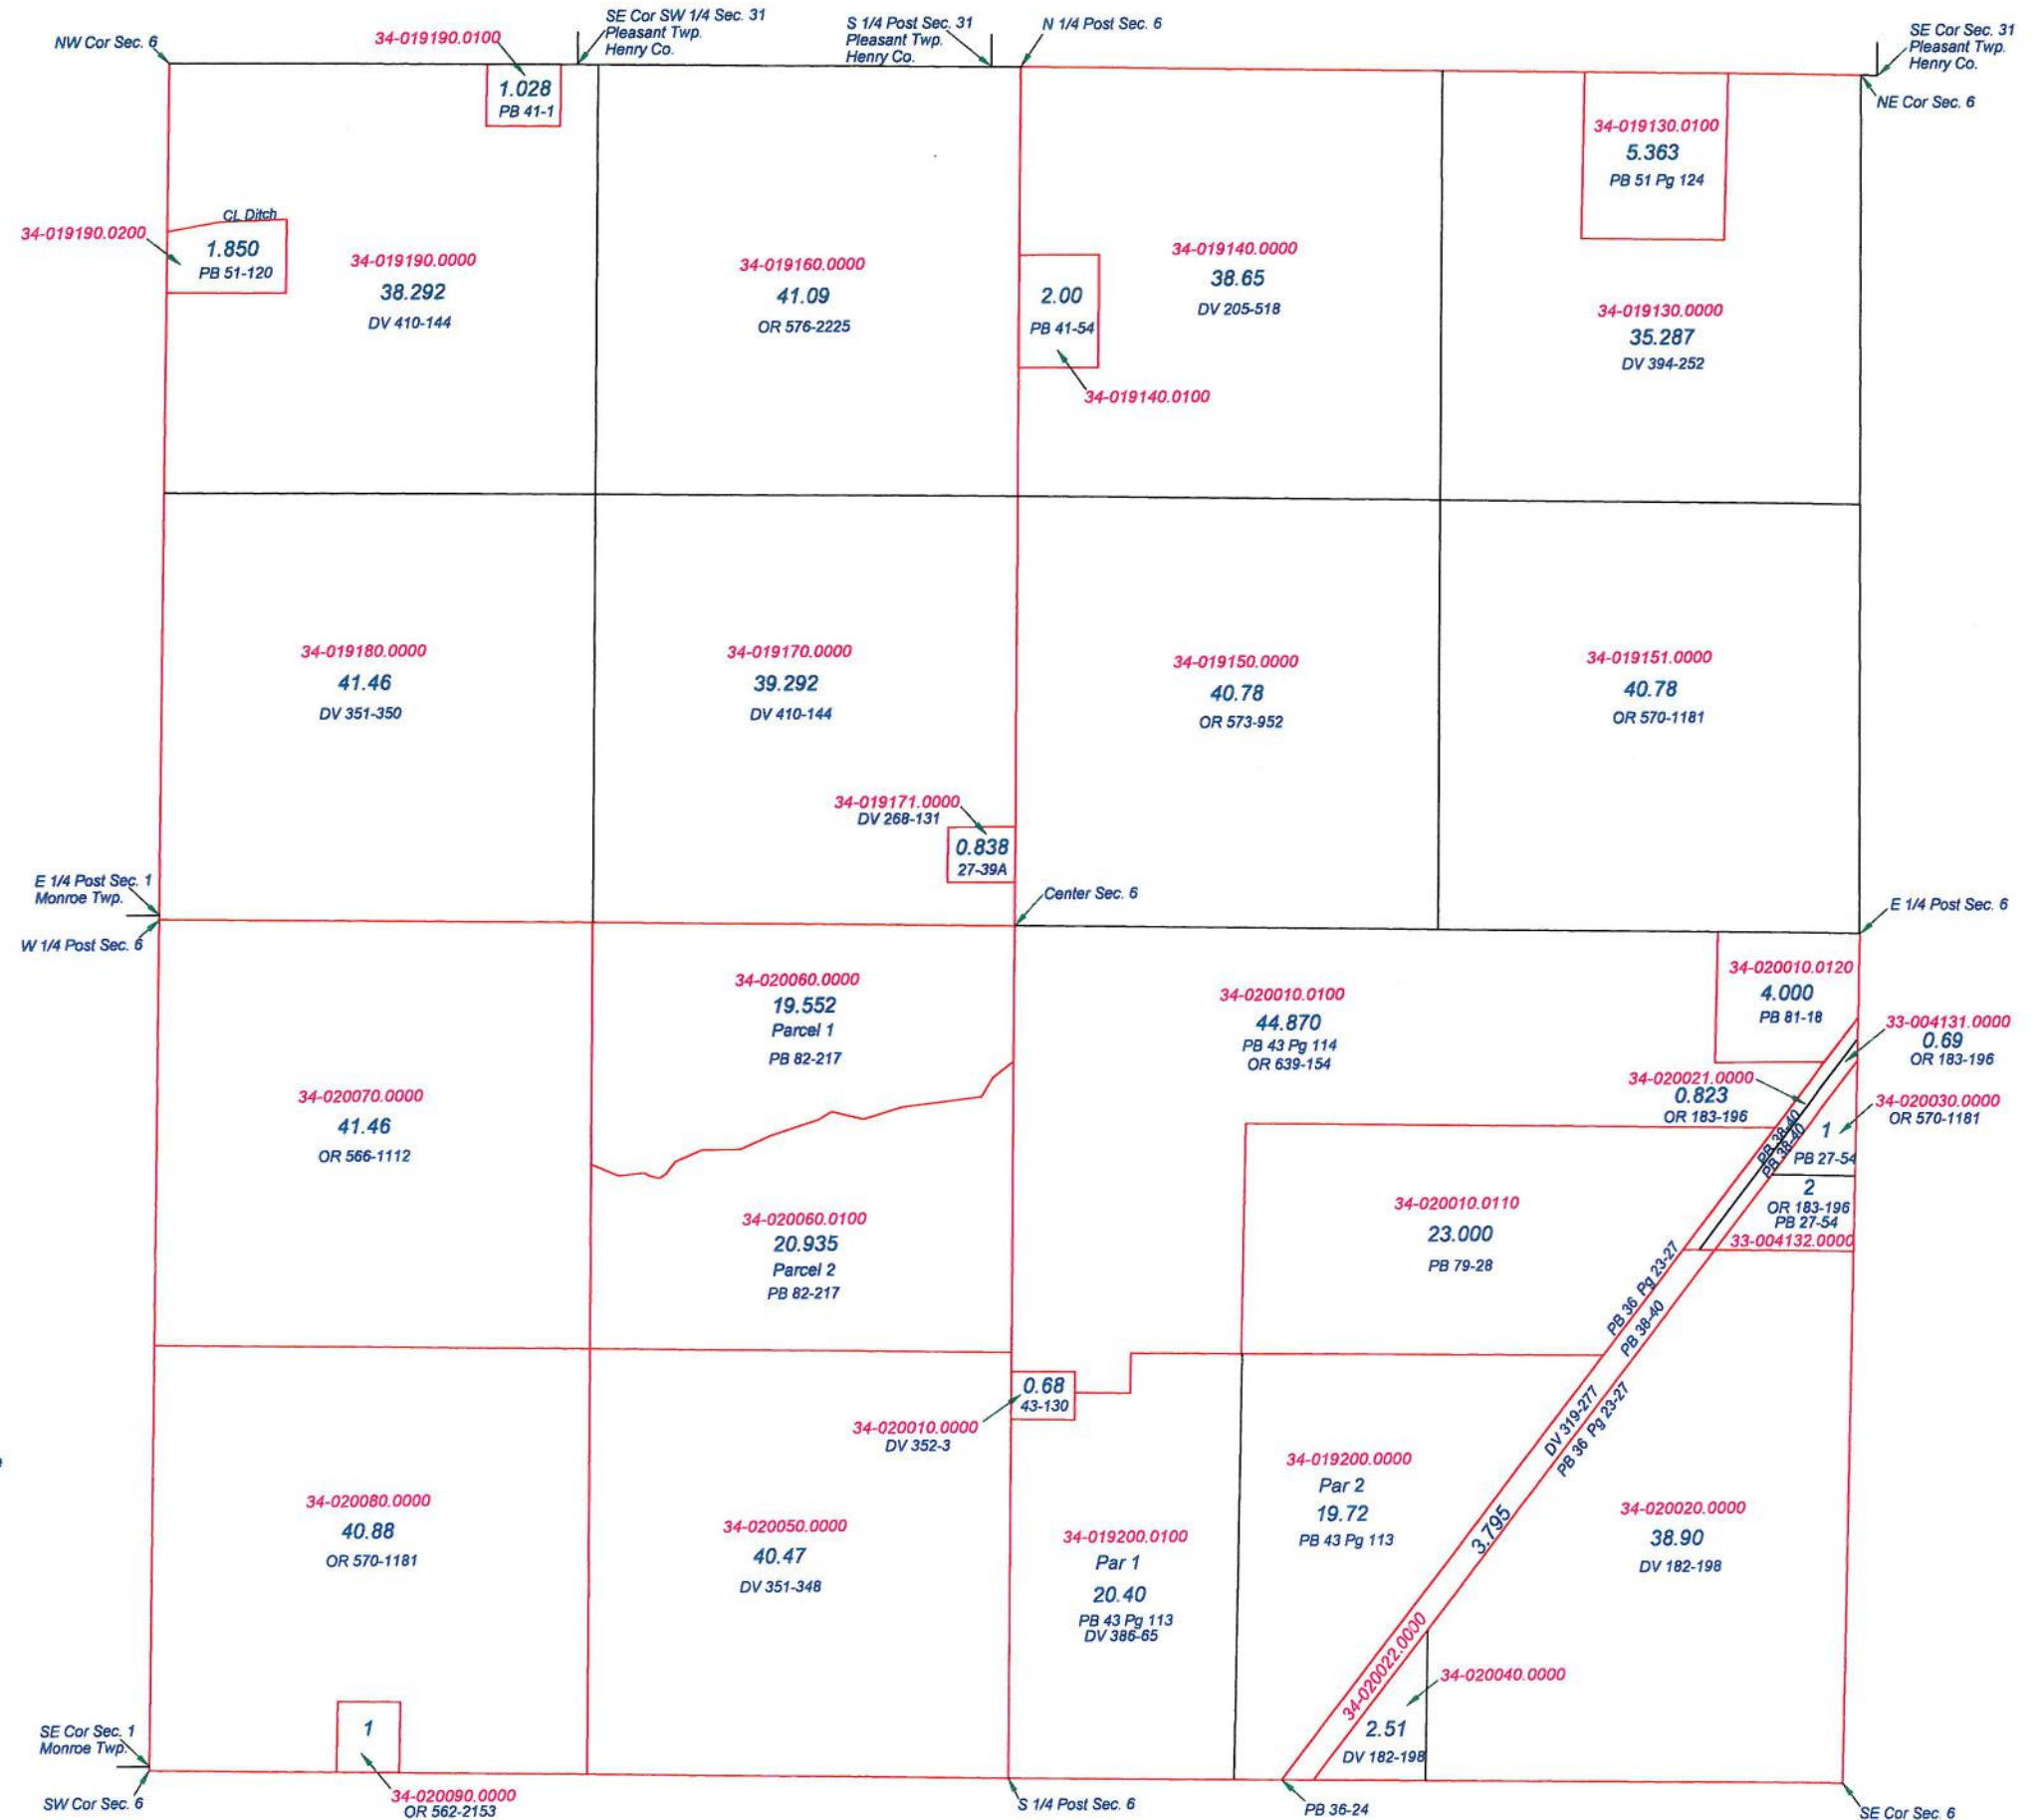 NW Cor Sec. 6
34-019190.0100
SE Cor SW 1/4 Sec. 31
Pleasant Twp.
Henry Co.
S 1/4 Post Sec. 31
Pleasant Twp.
Henry Co.
N 1/4 Post Sec. 6
SE Cor Sec. 31
Pleasant Twp.
Henry Co.
NE Cor Sec. 6
1.028
PB 41-1
34-019130.0100
5.363
PB 51 Pg 124
34-019190.0200
CL Ditch
1.850
PB 51-120
34-019190.0000
38.292
DV 410-144
34-019160.0000
41.09
OR 576-2225
2.00
PB 41-54
34-019140.0100
34-019140.0000
38.65
DV 205-518
34-019130.0000
35.287
DV 394-252
34-019180.0000
41.46
DV 351-350
34-019170.0000
39.292
DV 410-144
34-019150.0000
40.78
OR 573-952
34-019151.0000
40.78
OR 570-1181
34-019171.0000
DV 268-131
0.838
27-39A
E 1/4 Post Sec. 1
Monroe Twp.
W 1/4 Post Sec. 6
Center Sec. 6
E 1/4 Post Sec. 6
34-020060.0000
19.552
Parcel 1
PB 82-217
34-020010.0100
44.870
PB 43 Pg 114
OR 639-154
34-020010.0120
4.000
PB 81-18
33-004131.0000
0.69
OR 183-196
34-020021.0000
0.823
OR 183-196
34-020030.0000
OR 570-1181
PB 38-40
PB 38-40
1
PB 27-54
2
OR 183-196
PB 27-54
33-004132.0000
34-020070.0000
41.46
OR 566-1112
34-020060.0100
20.935
Parcel 2
PB 82-217
34-020010.0110
23.000
PB 79-28
PB 36 Pg 23-27
PB 38-40
0.68
43-130
34-020010.0000
DV 352-3
DV 319-277
PB 36 Pg 23-27
34-020080.0000
40.88
OR 570-1181
34-020050.0000
40.47
DV 351-348
34-019200.0100
Par 1
20.40
PB 43 Pg 113
DV 386-65
34-019200.0000
Par 2
19.72
PB 43 Pg 113
3.795
34-020020.0000
38.90
DV 182-198
34-020022.0000
34-020040.0000
2.51
DV 182-198
SE Cor Sec. 1
Monroe Twp.
SW Cor Sec. 6
1
34-020090.0000
OR 562-2153
S 1/4 Post Sec. 6
PB 36-24
SE Cor Sec. 6